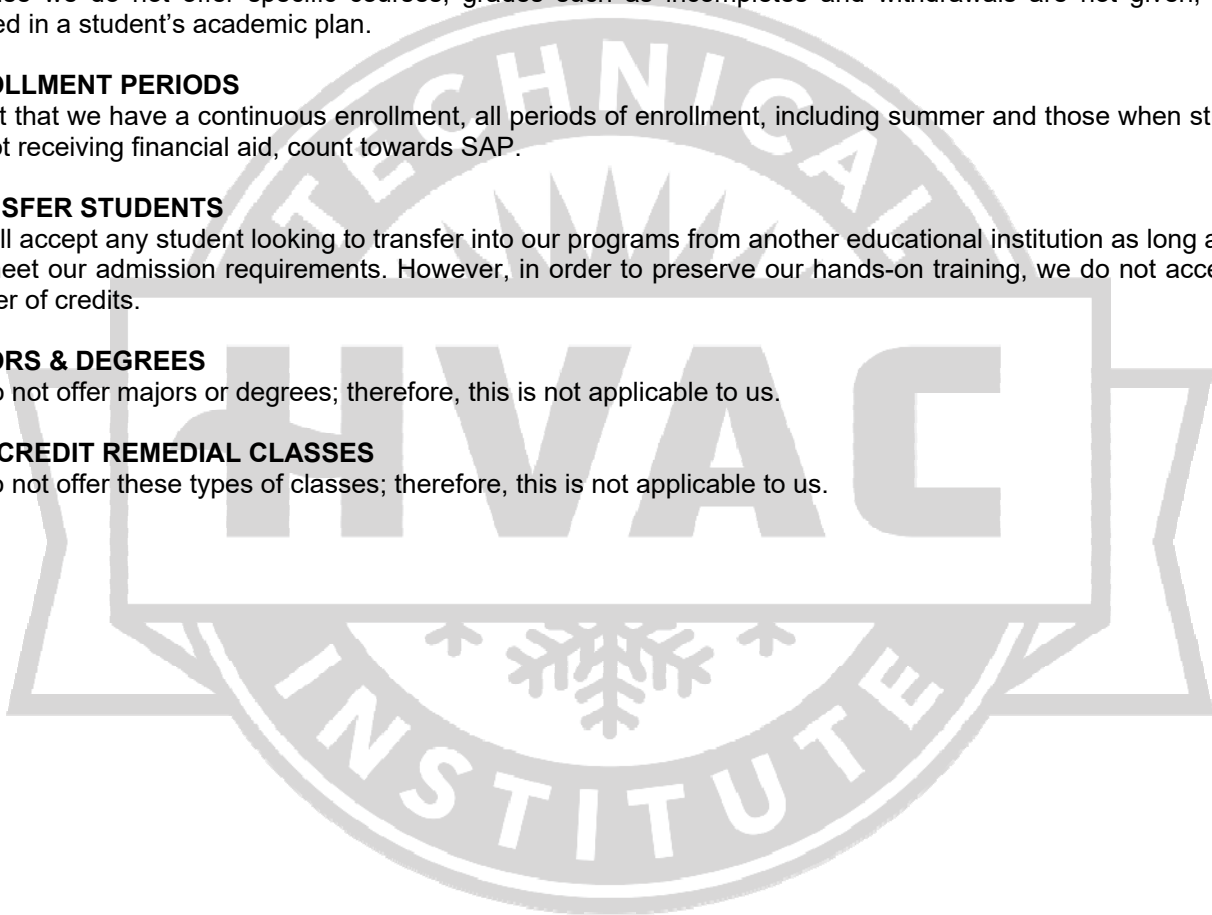 we do not offer specific courses, grades such as incompletes and withdrawals are not given,
in a student's academic plan.
OLLMENT PERIODS
t that we have a continuous enrollment, all periods of enrollment, including summer and those when st
ot receiving financial aid, count towards SAP.
SFER STUDENTS
ll accept any student looking to transfer into our programs from another educational institution as long a
eet our admission requirements. However, in order to preserve our hands-on training, we do not acce
er of credits.
ORS & DEGREES
o not offer majors or degrees; therefore, this is not applicable to us.
CREDIT REMEDIAL CLASSES
o not offer these types of classes; therefore, this is not applicable to us.
TECHNICAL
HVAC
INSTITUTE